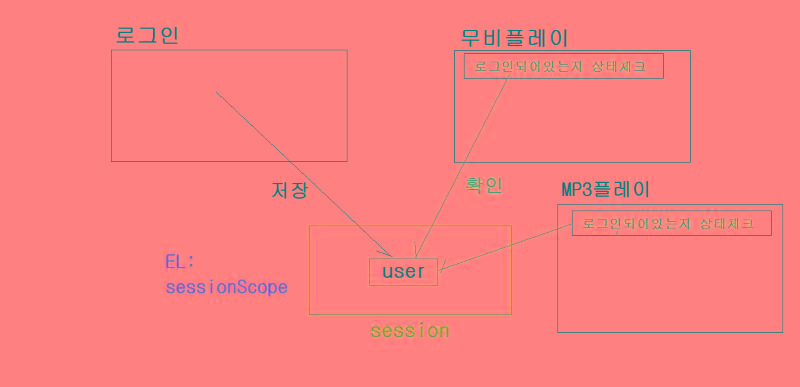 로그인
무비플레이
로그인되어있는지 상태체크
저장
확인
MP3플레이
로그인되어있는지 상태체크
EL:
sessionScope
user
session